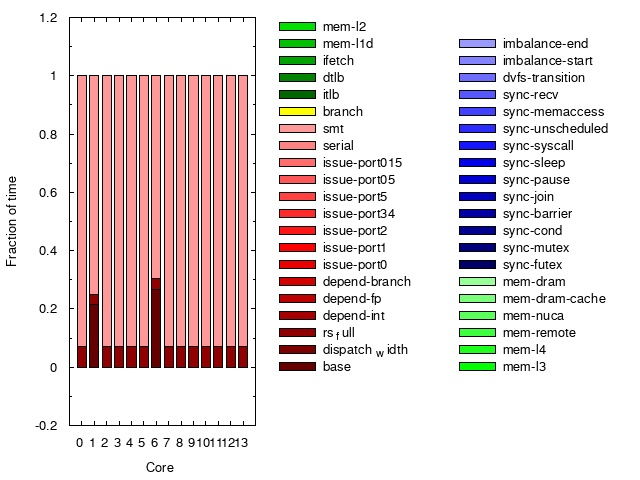 1.2
1
0.8
0.6
0.4
0.2
0
-0.2
Fraction of time
0 1 2 3 4 5 6 7 8 9 10 11 12 13
Core
mem-l2
mem-l1d
ifetch
dtlb
itlb
branch
smt
serial
issue-port015
issue-port05
issue-port5
issue-port34
issue-port2
issue-port1
issue-port0
depend-branch
depend-fp
depend-int
rs f ull
dispatch w idth
base
imbalance-end
imbalance-start
dvfs-transition
sync-recv
sync-memaccess
sync-unscheduled
sync-syscall
sync-sleep
sync-pause
sync-join
sync-barrier
sync-cond
sync-mutex
sync-futex
mem-dram
mem-dram-cache
mem-nuca
mem-remote
mem-l4
mem-l3